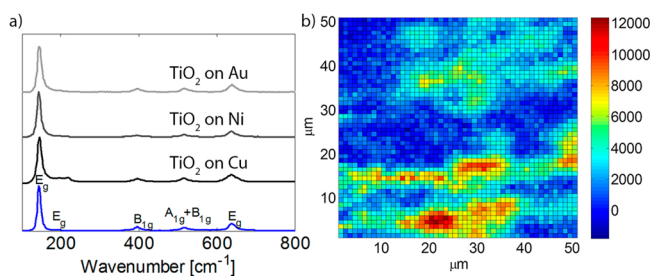 a)
TiO2 on Au
TiO2 on Ni
TiO2 on Cu
Eg
Eg
B1g
A1g+B1g
Eg
200 400 600 800
Wavenumber [cm-1]
b)
50
40
30
20
10
μm
10 20 30 40 50
μm
12000
10000
8000
6000
4000
2000
0